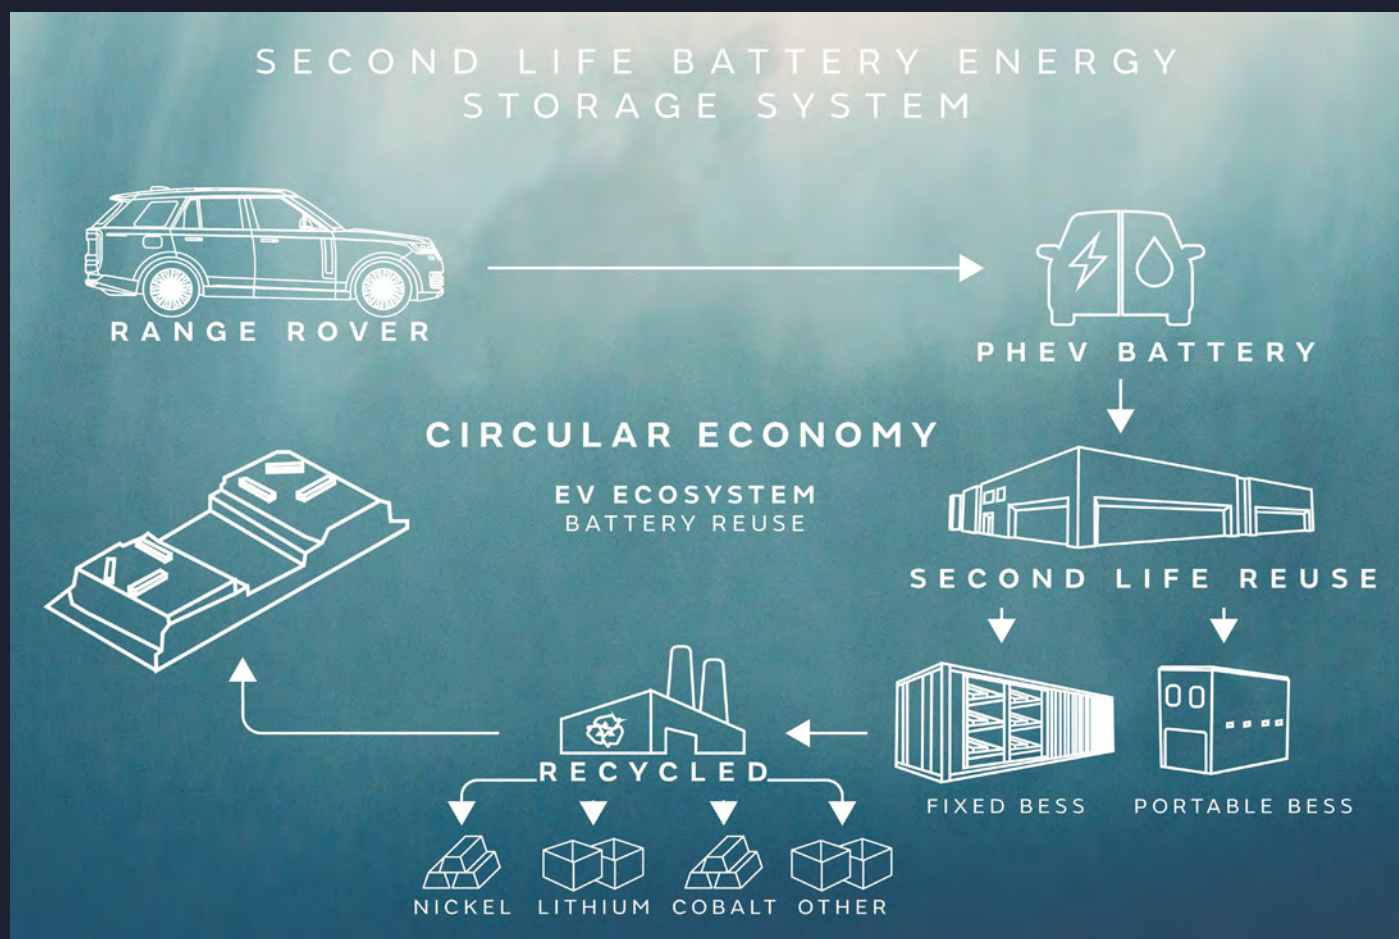 SECOND LIFE BATTERY ENERGY
STORAGE SYSTEM
RANGE ROVER
PHEV BATTERY
CIRCULAR ECONOMY
EV ECOSYSTEM
BATTERY REUSE
SECOND LIFE REUSE
RECYCLED
FIXED BESS
PORTABLE BESS
NICKEL
LITHIUM
COBALT
OTHER